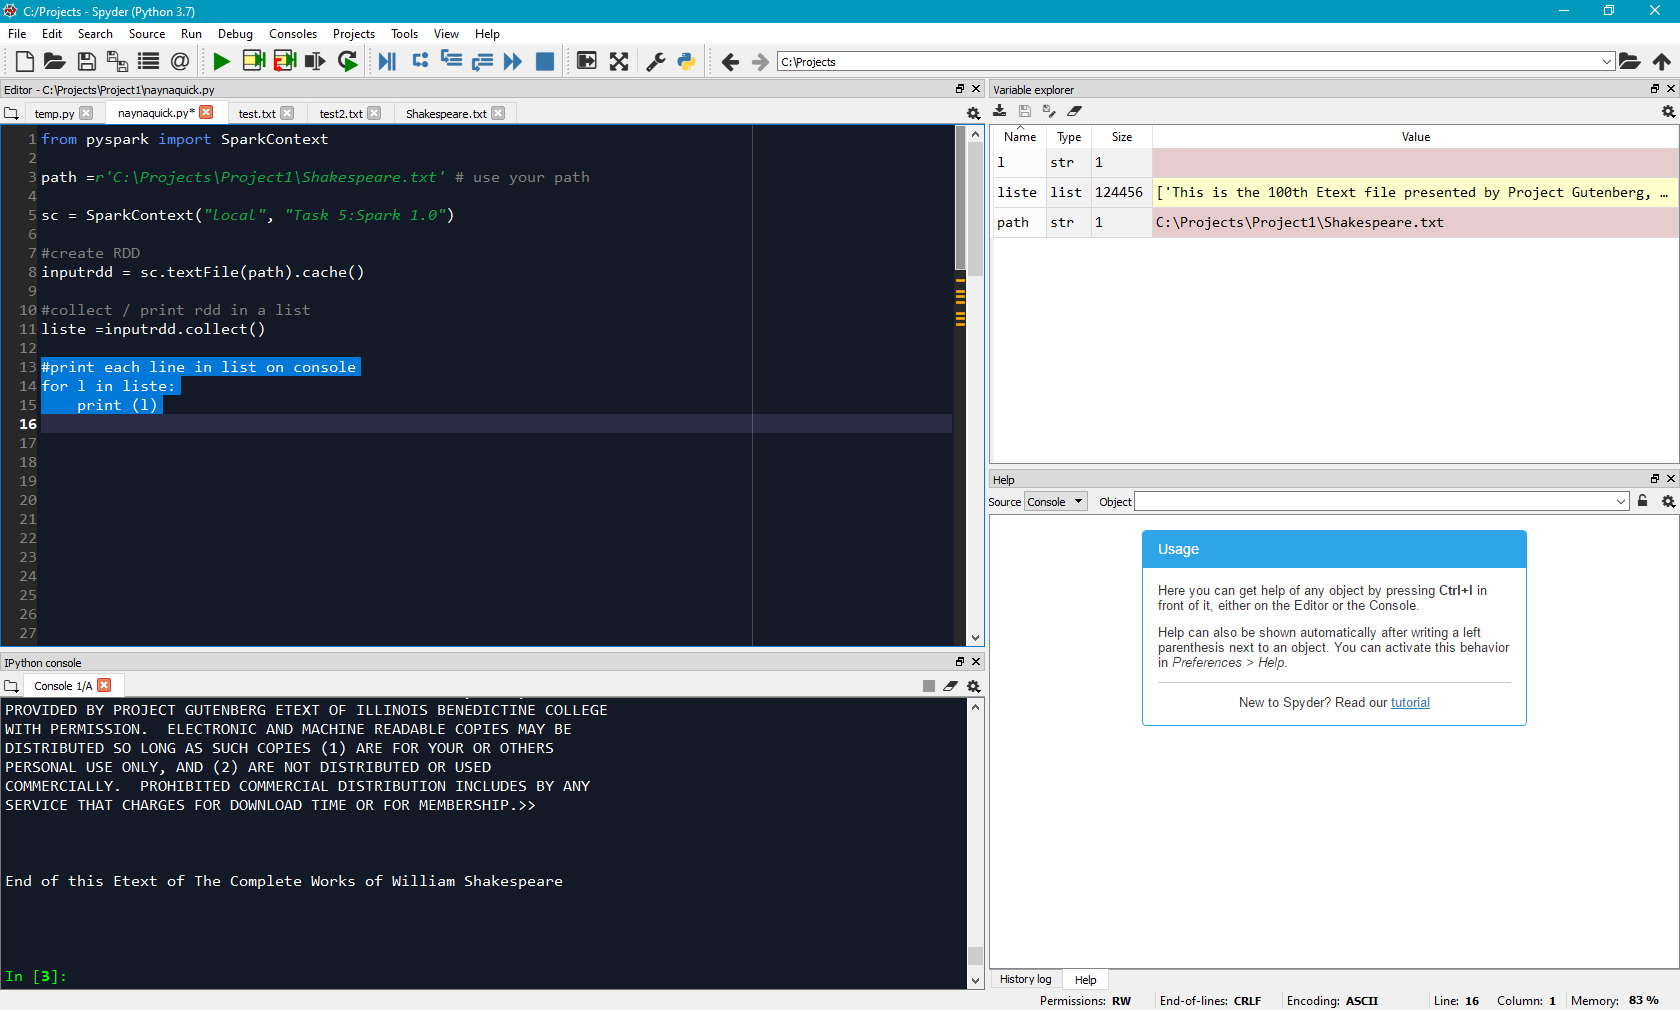 C:/Projects - Spyder (Python 3.7)
File Edit Search Source Run Debug Consoles Projects Tools View Help
C:\Projects
Editor - C:\Projects\Project1\naynaquick.py
temp.py naynaquick.py* test.txt test2.txt Shakespeare.txt
1 from pyspark import SparkContext
2
3 path =r'C:\Projects\Project1\Shakespeare.txt' # use your path
4
5 sc = SparkContext("local", "Task 5:Spark 1.0")
6
7 #create RDD
8 inputrdd = sc.textFile(path).cache()
9
10 #collect / print rdd in a list
11 liste =inputrdd.collect()
12
13 #print each line in list on console
14 for l in liste:
15     print (l)
16
17
18
19
20
21
22
23
24
25
26
27
IPython console
Console 1/A
PROVIDED BY PROJECT GUTENBERG ETEXT OF ILLINOIS BENEDICTINE COLLEGE
WITH PERMISSION.  ELECTRONIC AND MACHINE READABLE COPIES MAY BE
DISTRIBUTED SO LONG AS SUCH COPIES (1) ARE FOR YOUR OR OTHERS
PERSONAL USE ONLY, AND (2) ARE NOT DISTRIBUTED OR USED
COMMERCIALLY.  PROHIBITED COMMERCIAL DISTRIBUTION INCLUDES BY ANY
SERVICE THAT CHARGES FOR DOWNLOAD TIME OR FOR MEMBERSHIP.>>
End of this Etext of The Complete Works of William Shakespeare
In [3]:
Variable explorer
Name Type Size Value
l str 1
liste list 124456 ['This is the 100th Etext file presented by Project Gutenberg, …
path str 1 C:\Projects\Project1\Shakespeare.txt
Help
Source Console Object
Usage
Here you can get help of any object by pressing Ctrl+I in
front of it, either on the Editor or the Console.
Help can also be shown automatically after writing a left
parenthesis next to an object. You can activate this behavior
in Preferences > Help.
New to Spyder? Read our tutorial
History log Help
Permissions: RW End-of-lines: CRLF Encoding: ASCII Line: 16 Column: 1 Memory: 83 %